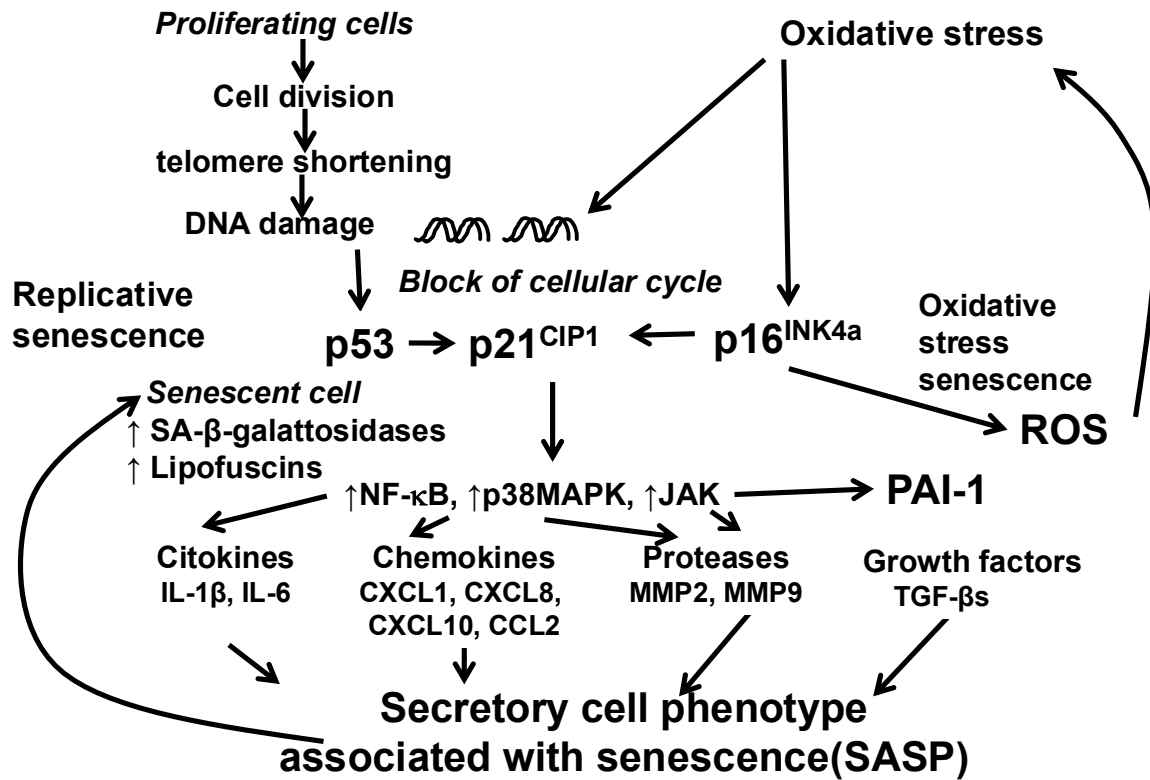 Proliferating cells
Oxidative stress
Cell division
telomere shortening
DNA damage
Block of cellular cycle
Replicative
senescence
p53
p21CIP1
p16INK4a
Oxidative
stress
senescence
ROS
Senescent cell
↑ SA-β-galattosidases
↑ Lipofuscins
↑NF-κB, ↑p38MAPK, ↑JAK
PAI-1
Citokines
IL-1β, IL-6
Chemokines
CXCL1, CXCL8,
CXCL10, CCL2
Proteases
MMP2, MMP9
Growth factors
TGF-βs
Secretory cell phenotype
associated with senescence(SASP)